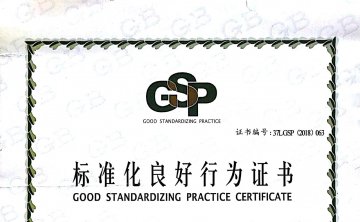 GSP
GOOD STANDARDIZING PRACTICE
证书编号:37LGSP (2018) 063
标准化良好行为证书
GOOD STANDARDIZING PRACTICE CERTIFICATE